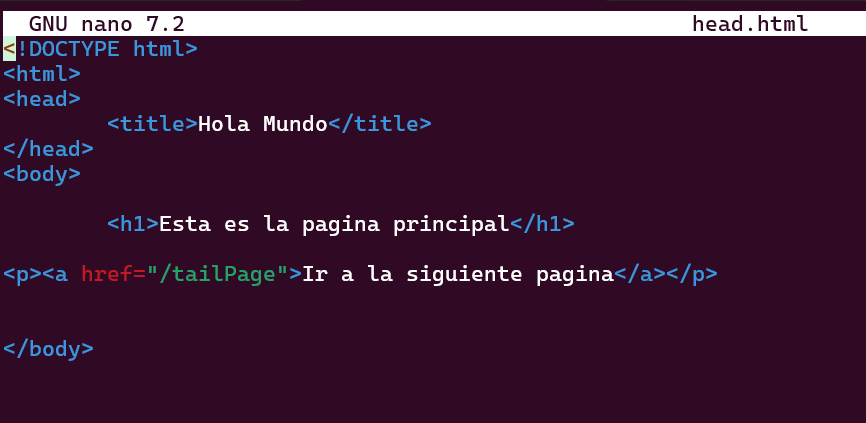 GNU nano 7.2 head.html
<!DOCTYPE html>
<html>
<head>
<title>Hola Mundo</title>
</head>
<body>
<h1>Esta es la pagina principal</h1>
<p><a href="/tailPage">Ir a la siguiente pagina</a></p>
</body>